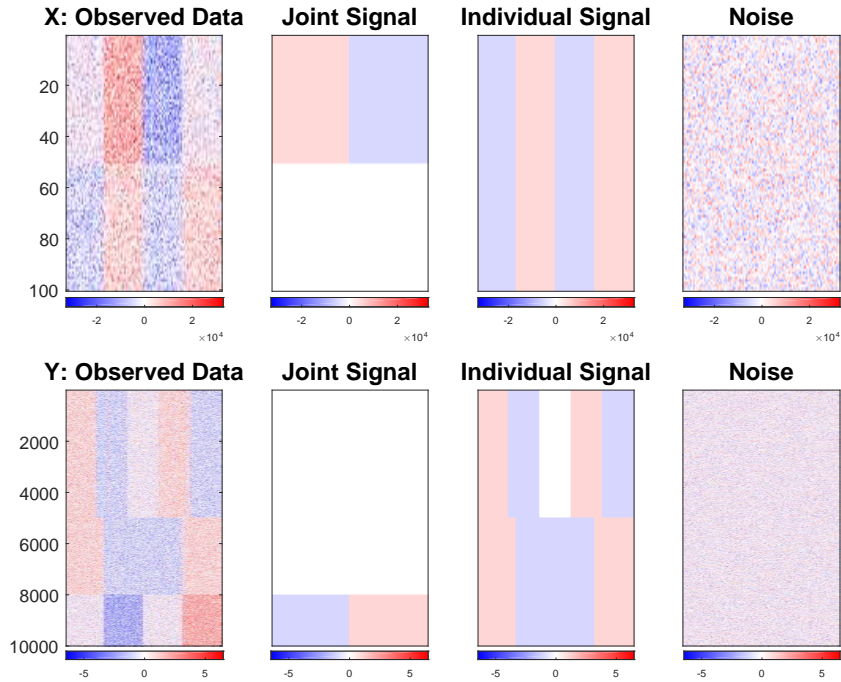 X: Observed Data Joint Signal Individual Signal Noise
20
40
60
80
100
-2 0 2 -2 0 2 -2 0 2 -2 0 2
×10⁴ ×10⁴ ×10⁴ ×10⁴
Y: Observed Data Joint Signal Individual Signal Noise
2000
4000
6000
8000
10000
-5 0 5 -5 0 5 -5 0 5 -5 0 5